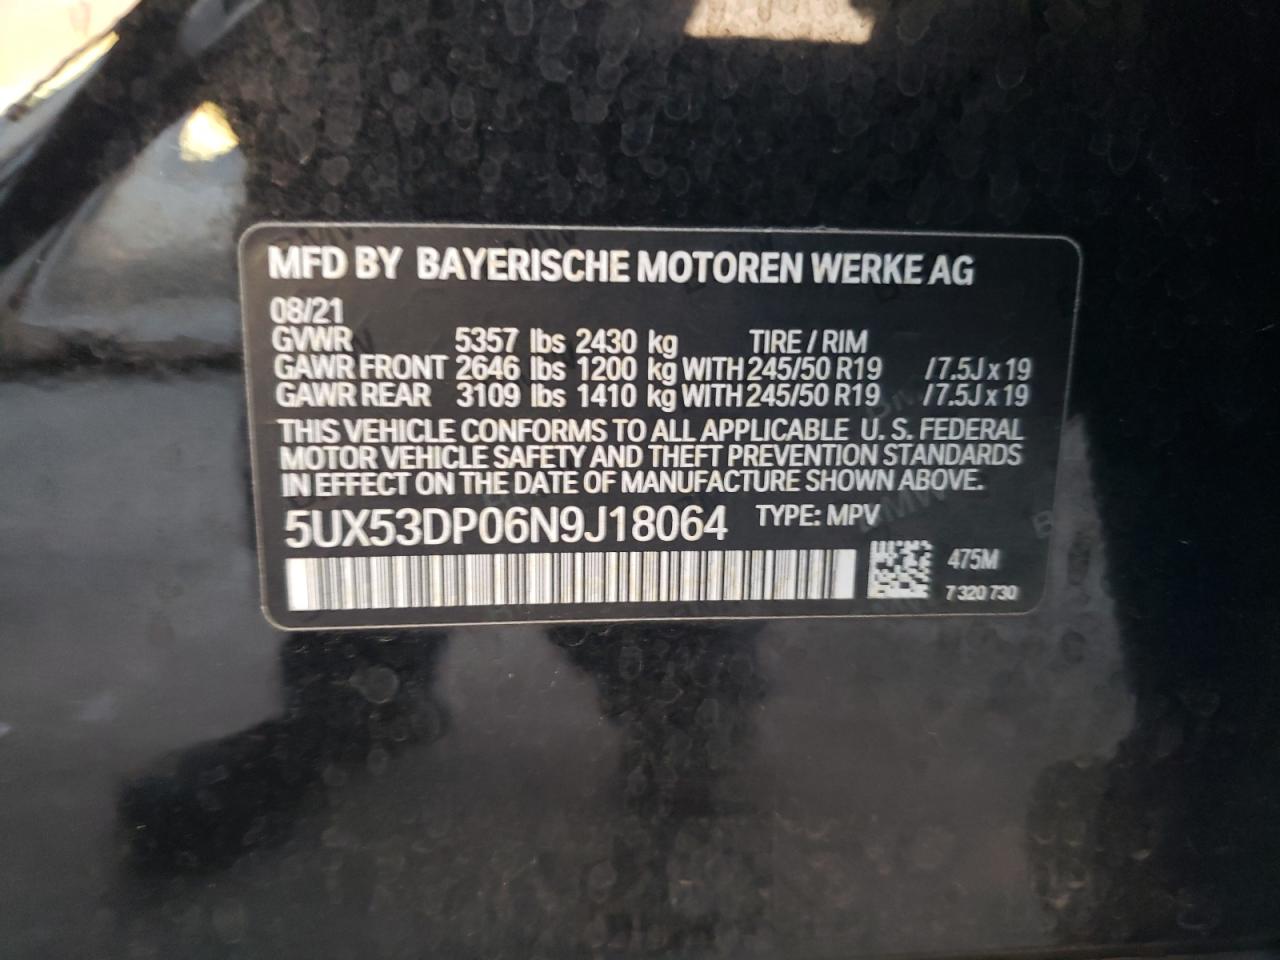 MFD BY BAYERISCHE MOTOREN WERKE AG
08/21
GVWR 5357 lbs 2430 kg TIRE / RIM
GAWR FRONT 2646 lbs 1200 kg WITH 245/50 R19 /7.5J x 19
GAWR REAR 3109 lbs 1410 kg WITH 245/50 R19 /7.5J x 19
THIS VEHICLE CONFORMS TO ALL APPLICABLE U. S. FEDERAL
MOTOR VEHICLE SAFETY AND THEFT PREVENTION STANDARDS
IN EFFECT ON THE DATE OF MANUFACTURE SHOWN ABOVE.
5UX53DP06N9J18064 TYPE: MPV
475M
7 320 730